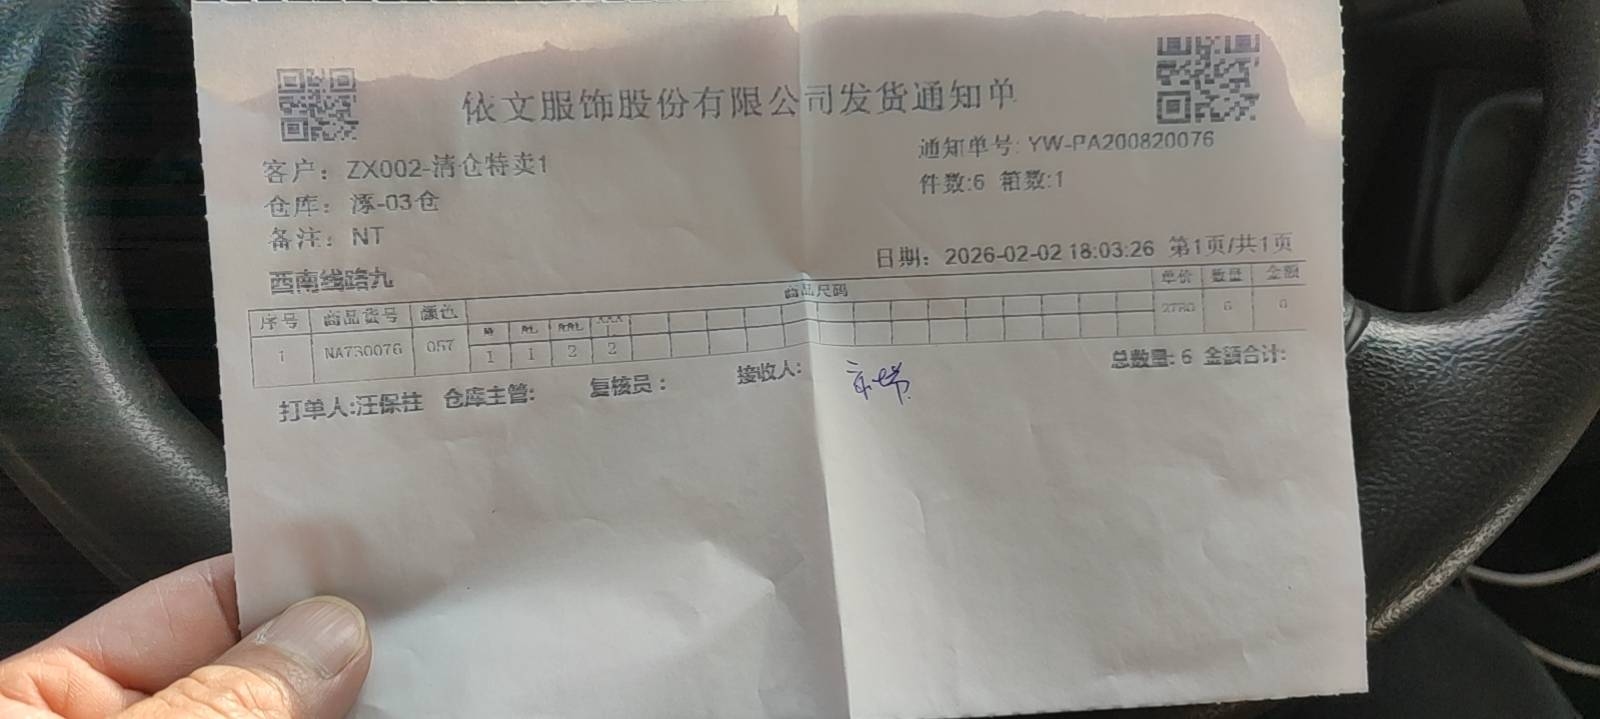 依文服饰股份有限公司发货通知单
通知单号: YW-PA200820076
客户：ZX002-清仓特卖1
件数:6 箱数:1
仓库：涿-03仓
备注：NT
日期：2026-02-02 18:03:26 第1页/共1页
西南线路九
序号 商品货号 颜色 商品尺码 单价 数量 金额
1 NA730076 057 1 1 2 2 2780 6 0
总数量: 6 金额合计:
打单人:汪保柱 仓库主管: 复核员： 接收人: